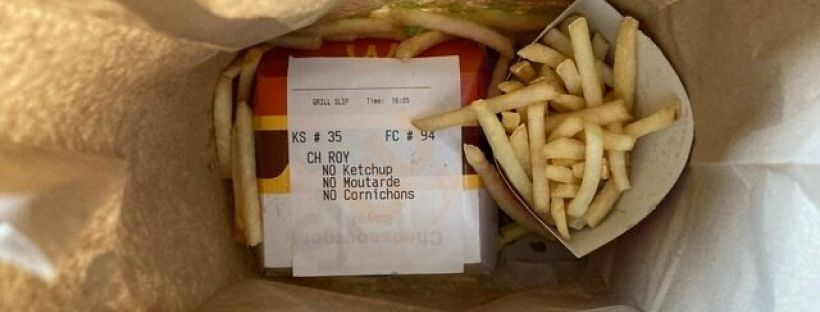 GRILL SLIP Time: 16:05
KS # 35 FC # 94
CH ROY
NO Ketchup
NO Moutarde
NO Cornichons